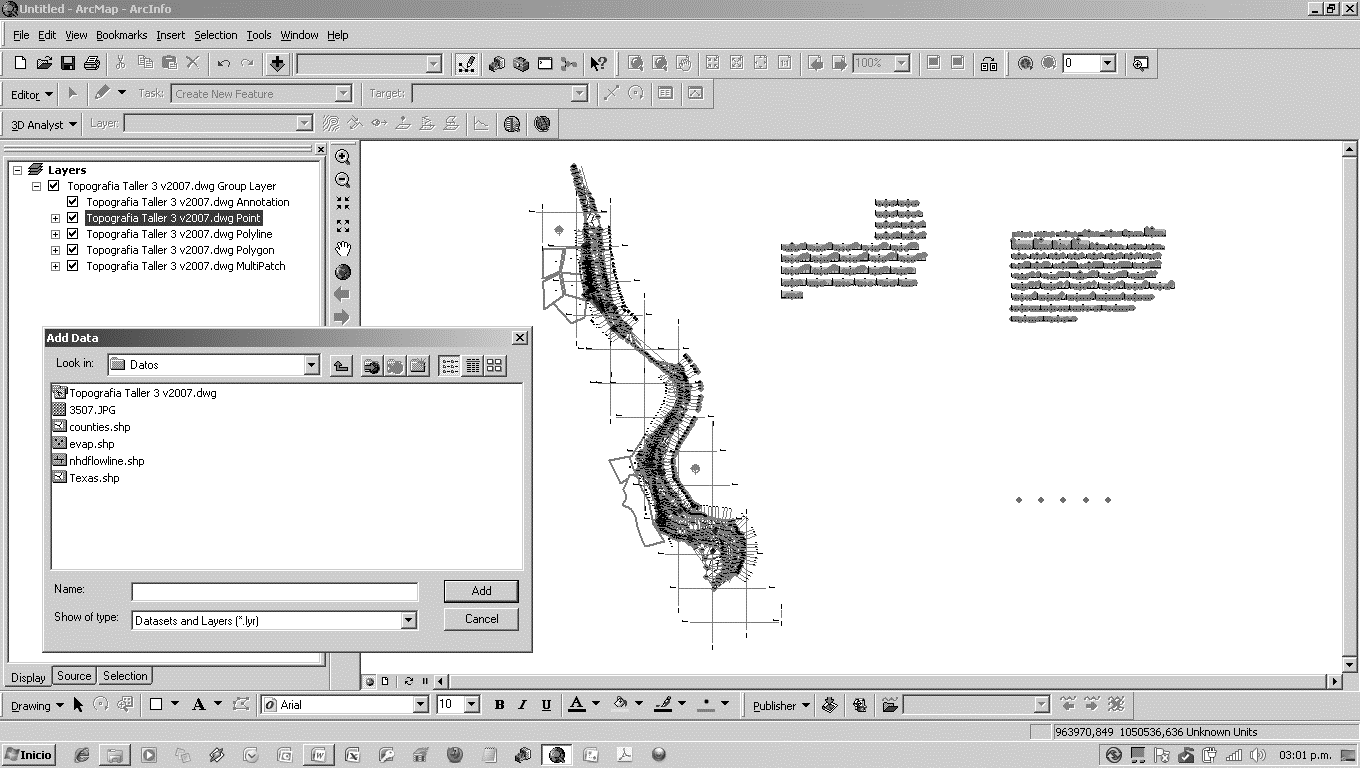 Untitled - ArcMap - ArcInfo
File Edit View Bookmarks Insert Selection Tools Window Help
100% 0
Editor Task: Create New Feature Target:
3D Analyst Layer:
Layers
Topografia Taller 3 v2007.dwg Group Layer
Topografia Taller 3 v2007.dwg Annotation
Topografia Taller 3 v2007.dwg Point
Topografia Taller 3 v2007.dwg Polyline
Topografia Taller 3 v2007.dwg Polygon
Topografia Taller 3 v2007.dwg MultiPatch
Add Data
Look in: Datos
Topografia Taller 3 v2007.dwg
3507.JPG
counties.shp
evap.shp
nhdflowline.shp
Texas.shp
Name: Add
Show of type: Datasets and Layers (*.lyr) Cancel
Display Source Selection
Drawing A Arial 10 B I U A Publisher
963970,849 1050536,636 Unknown Units
Inicio 03:01 p.m.